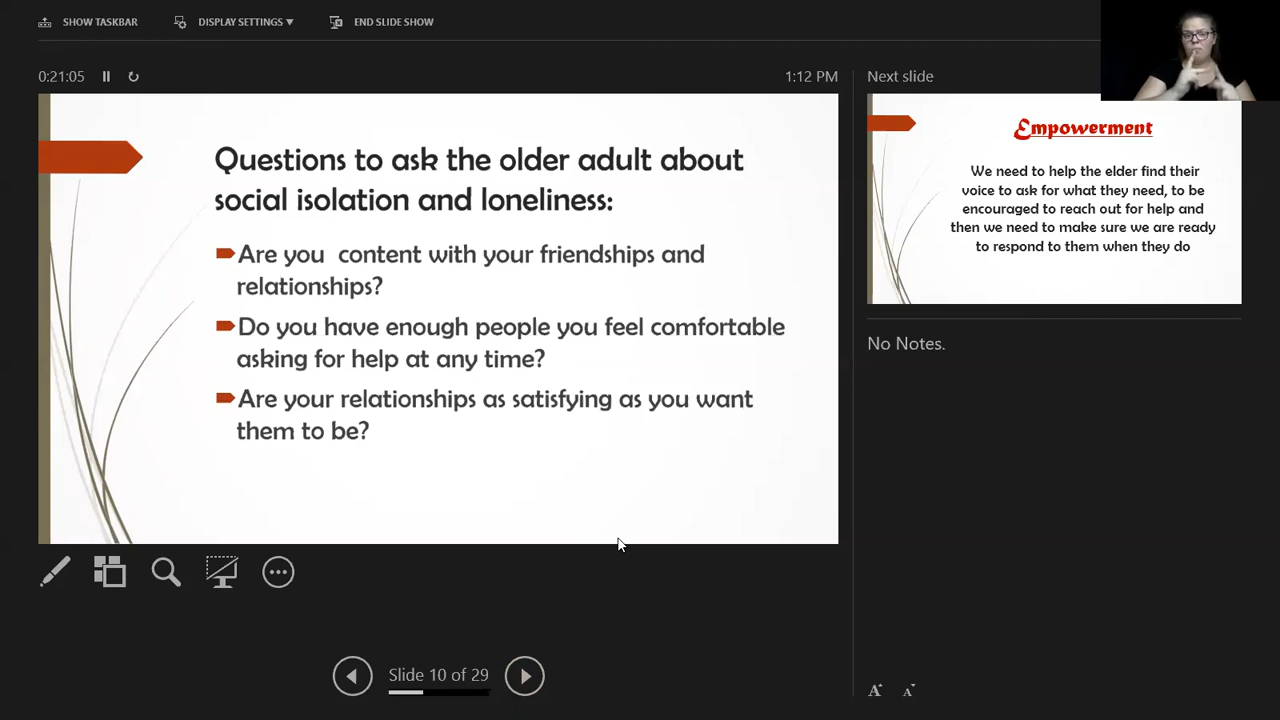 SHOW TASKBAR DISPLAY SETTINGS ▼ END SLIDE SHOW
0:21:05 1:12 PM
Questions to ask the older adult about
social isolation and loneliness:
Are you content with your friendships and
relationships?
Do you have enough people you feel comfortable
asking for help at any time?
Are your relationships as satisfying as you want
them to be?
Slide 10 of 29
Next slide
Empowerment
We need to help the elder find their
voice to ask for what they need, to be
encouraged to reach out for help and
then we need to make sure we are ready
to respond to them when they do
No Notes.
A A